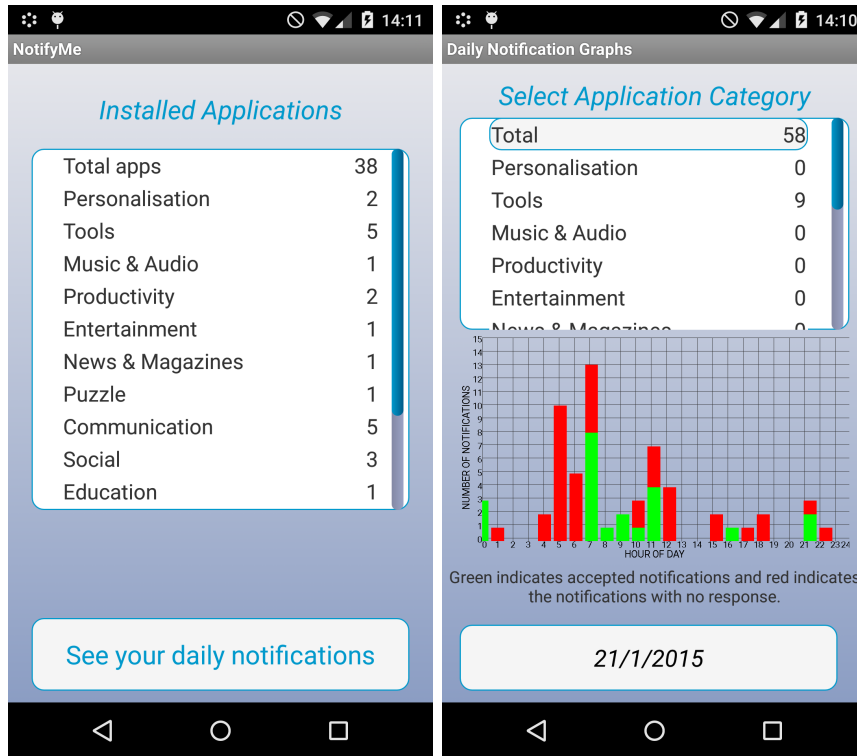 14:11
NotifyMe
Installed Applications
Total apps 38
Personalisation 2
Tools 5
Music & Audio 1
Productivity 2
Entertainment 1
News & Magazines 1
Puzzle 1
Communication 5
Social 3
Education 1
See your daily notifications
14:10
Daily Notification Graphs
Select Application Category
Total 58
Personalisation 0
Tools 9
Music & Audio 0
Productivity 0
Entertainment 0
News & Magazines 0
15
14
13
12
11
10
9
8
7
6
5
4
3
2
1
0
NUMBER OF NOTIFICATIONS
0 1 2 3 4 5 6 7 8 9 10 11 12 13 14 15 16 17 18 19 20 21 22 23 24
HOUR OF DAY
Green indicates accepted notifications and red indicates
the notifications with no response.
21/1/2015